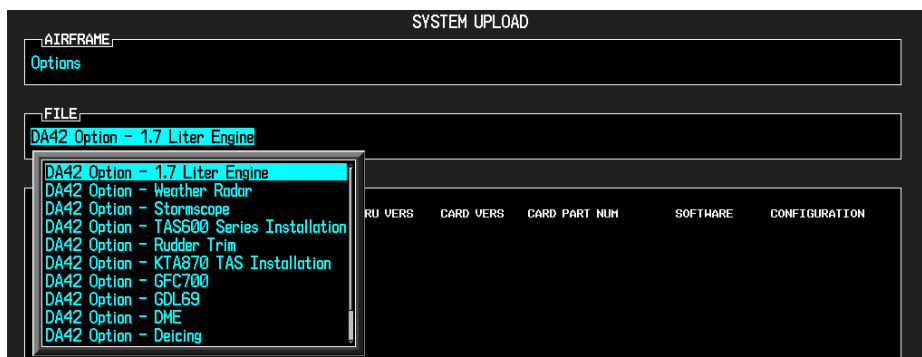 SYSTEM UPLOAD
AIRFRAME
Options
FILE
DA42 Option - 1.7 Liter Engine
DA42 Option - 1.7 Liter Engine
DA42 Option - Weather Radar
DA42 Option - Stormscope
DA42 Option - TAS600 Series Installation
DA42 Option - Rudder Trim
DA42 Option - KTA870 TAS Installation
DA42 Option - GFC700
DA42 Option - GDL69
DA42 Option - DME
DA42 Option - Deicing
RU VERS CARD VERS CARD PART NUM SOFTWARE CONFIGURATION